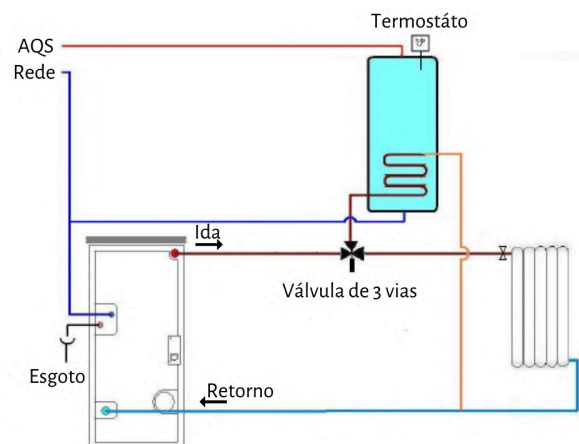 Termostáto
AQS
Rede
Ida
Válvula de 3 vias
Esgoto
Retorno